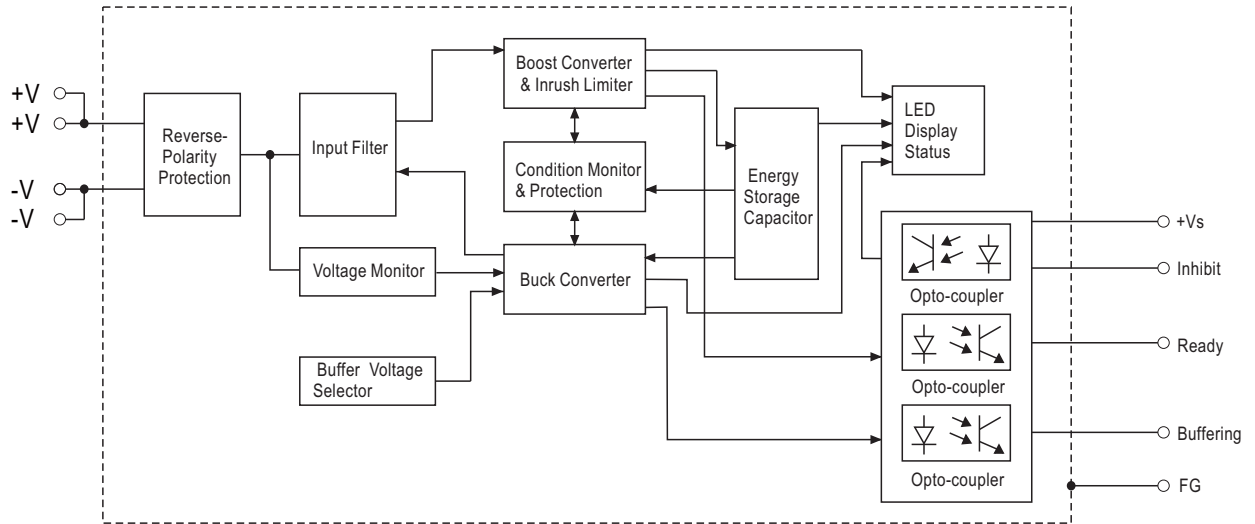 +V
+V
-V
-V
Reverse-
Polarity
Protection
Input Filter
Voltage Monitor
Buffer Voltage
Selector
Boost Converter
& Inrush Limiter
Condition Monitor
& Protection
Buck Converter
Energy
Storage
Capacitor
LED
Display
Status
Opto-coupler
Opto-coupler
Opto-coupler
+Vs
Inhibit
Ready
Buffering
FG